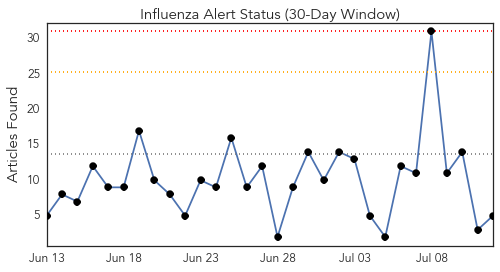 Influenza Alert Status (30-Day Window)
Articles Found
30
25
20
15
10
5
Jun 13 Jun 18 Jun 23 Jun 28 Jul 03 Jul 08